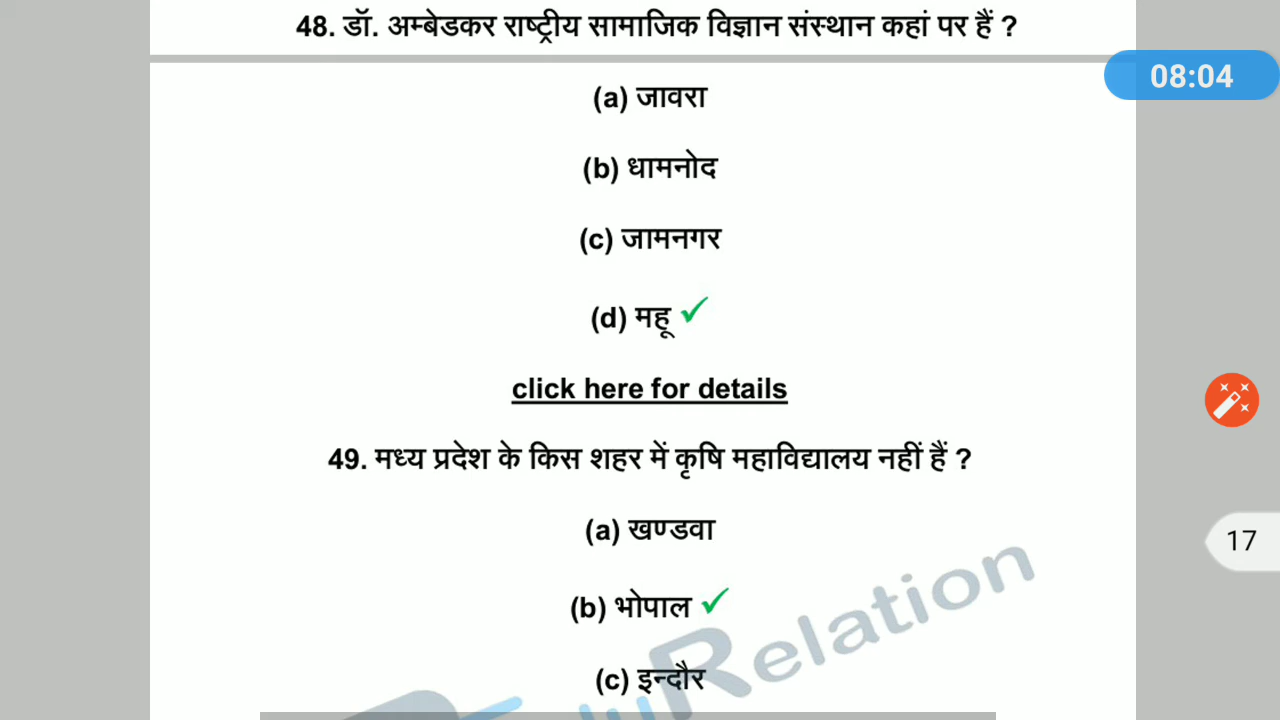 48. डॉ. अम्बेडकर राष्ट्रीय सामाजिक विज्ञान संस्थान कहां पर हैं ?
08:04
(a) जावरा
(b) धामनोद
(c) जामनगर
(d) महू
click here for details
49. मध्य प्रदेश के किस शहर में कृषि महाविद्यालय नहीं हैं ?
(a) खण्डवा
17
(b) भोपाल
(c) इन्दौर
Relation